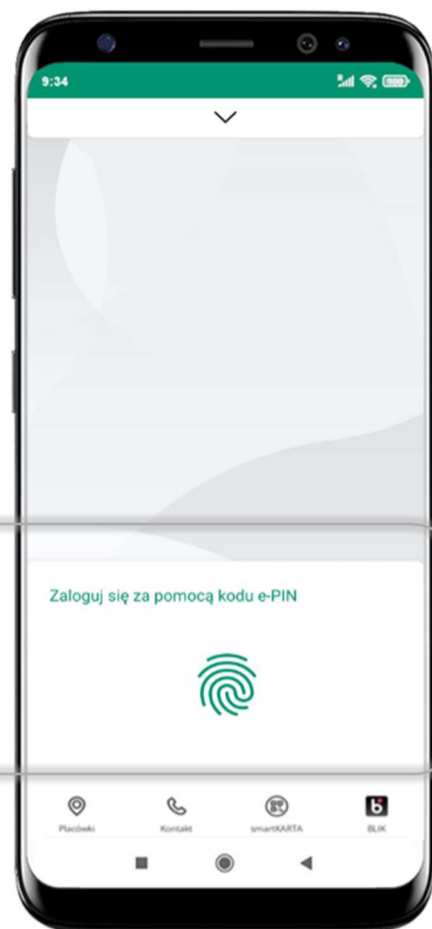 9:34
Zaloguj się za pomocą kodu e-PIN
Placówki
Kontakt
smartKARTA
BLIK